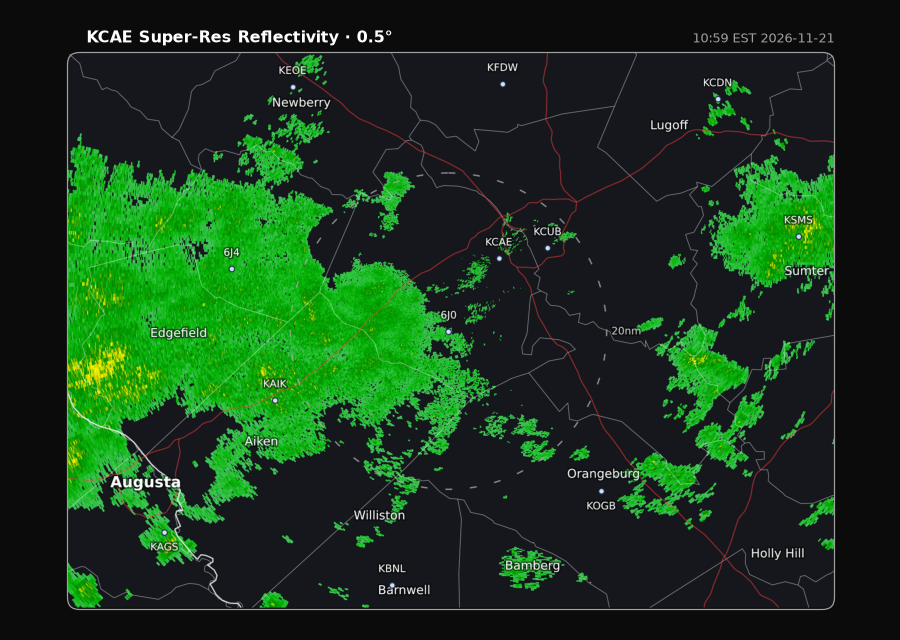 KCAE Super-Res Reflectivity · 0.5°
10:59 EST 2026-11-21
KEOE
KFDW
KCDN
Newberry
Lugoff
KSMS
KCUB
KCAE
6J4
Sumter
6J0
20nm
Edgefield
KAIK
Aiken
Orangeburg
Augusta
KOGB
Williston
KAGS
Holly Hill
Bamberg
KBNL
Barnwell